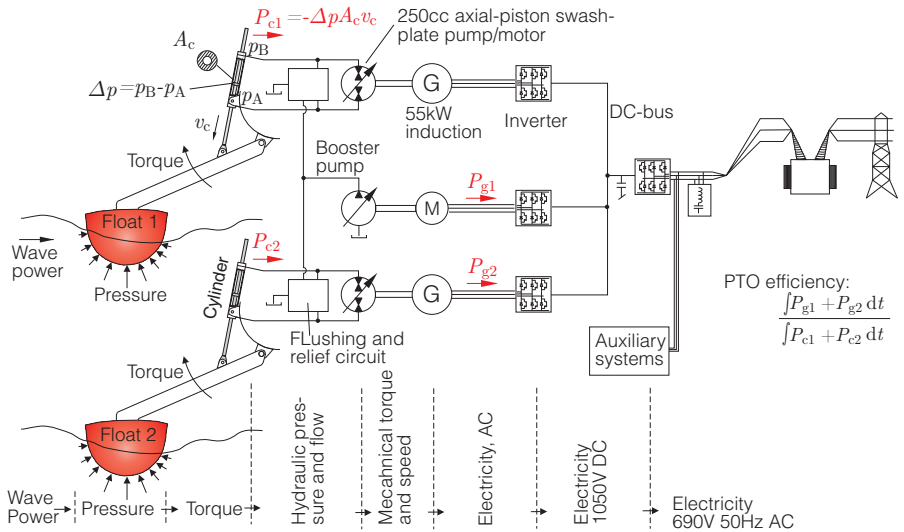 P_c1 = -Δp A_c v_c
250cc axial-piston swash-
plate pump/motor
A_c
p_B
Δp = p_B - p_A
p_A
v_c
G
55kW
induction
Inverter
DC-bus
Torque
Booster
pump
P_g1
M
Float 1
Wave
power
Pressure
P_c2
Cylinder
P_g2
G
FLushing and
relief circuit
PTO efficiency:
∫P_g1 + P_g2 dt
∫P_c1 + P_c2 dt
Auxiliary
systems
Torque
Float 2
Wave
Power
Pressure
Torque
Hydraulic pres-
sure and flow
Mecahnical torque
and speed
Electricity, AC
Electricity
1050V DC
Electricity
690V 50Hz AC